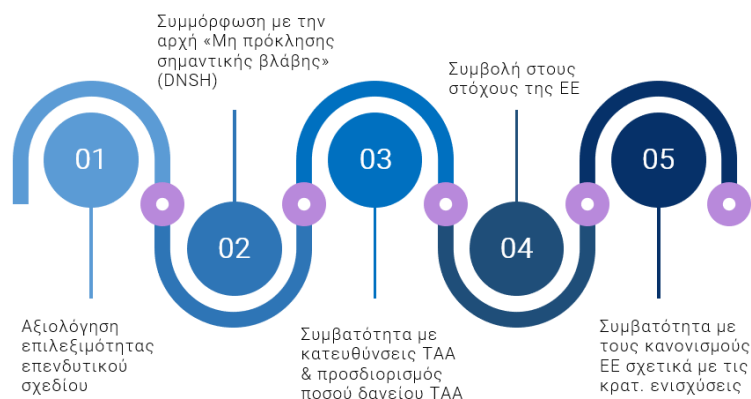 01
Αξιολόγηση
επιλεξιμότητας
επενδυτικού
σχεδίου
Συμμόρφωση με την
αρχή «Μη πρόκλησης
σημαντικής βλάβης»
(DNSH)
02
03
Συμβατότητα με
κατευθύνσεις ΤΑΑ
& προσδιορισμός
ποσού δανείου ΤΑΑ
Συμβολή στους
στόχους της ΕΕ
04
05
Συμβατότητα με
τους κανονισμούς
ΕΕ σχετικά με τις
κρατ. ενισχύσεις